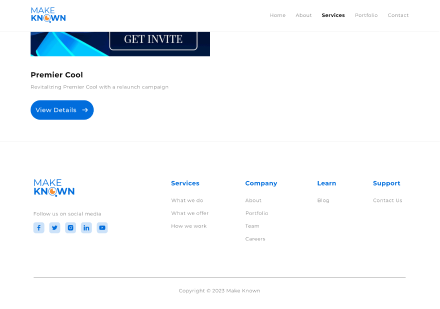 MAKE
KNOWN
Home About Services Portfolio Contact
GET INVITE
Premier Cool
Revitalizing Premier Cool with a relaunch campaign
View Details
MAKE
KNOWN
Follow us on social media
Services
What we do
What we offer
How we work
Company
About
Portfolio
Team
Careers
Learn
Blog
Support
Contact Us
Copyright © 2023 Make Known